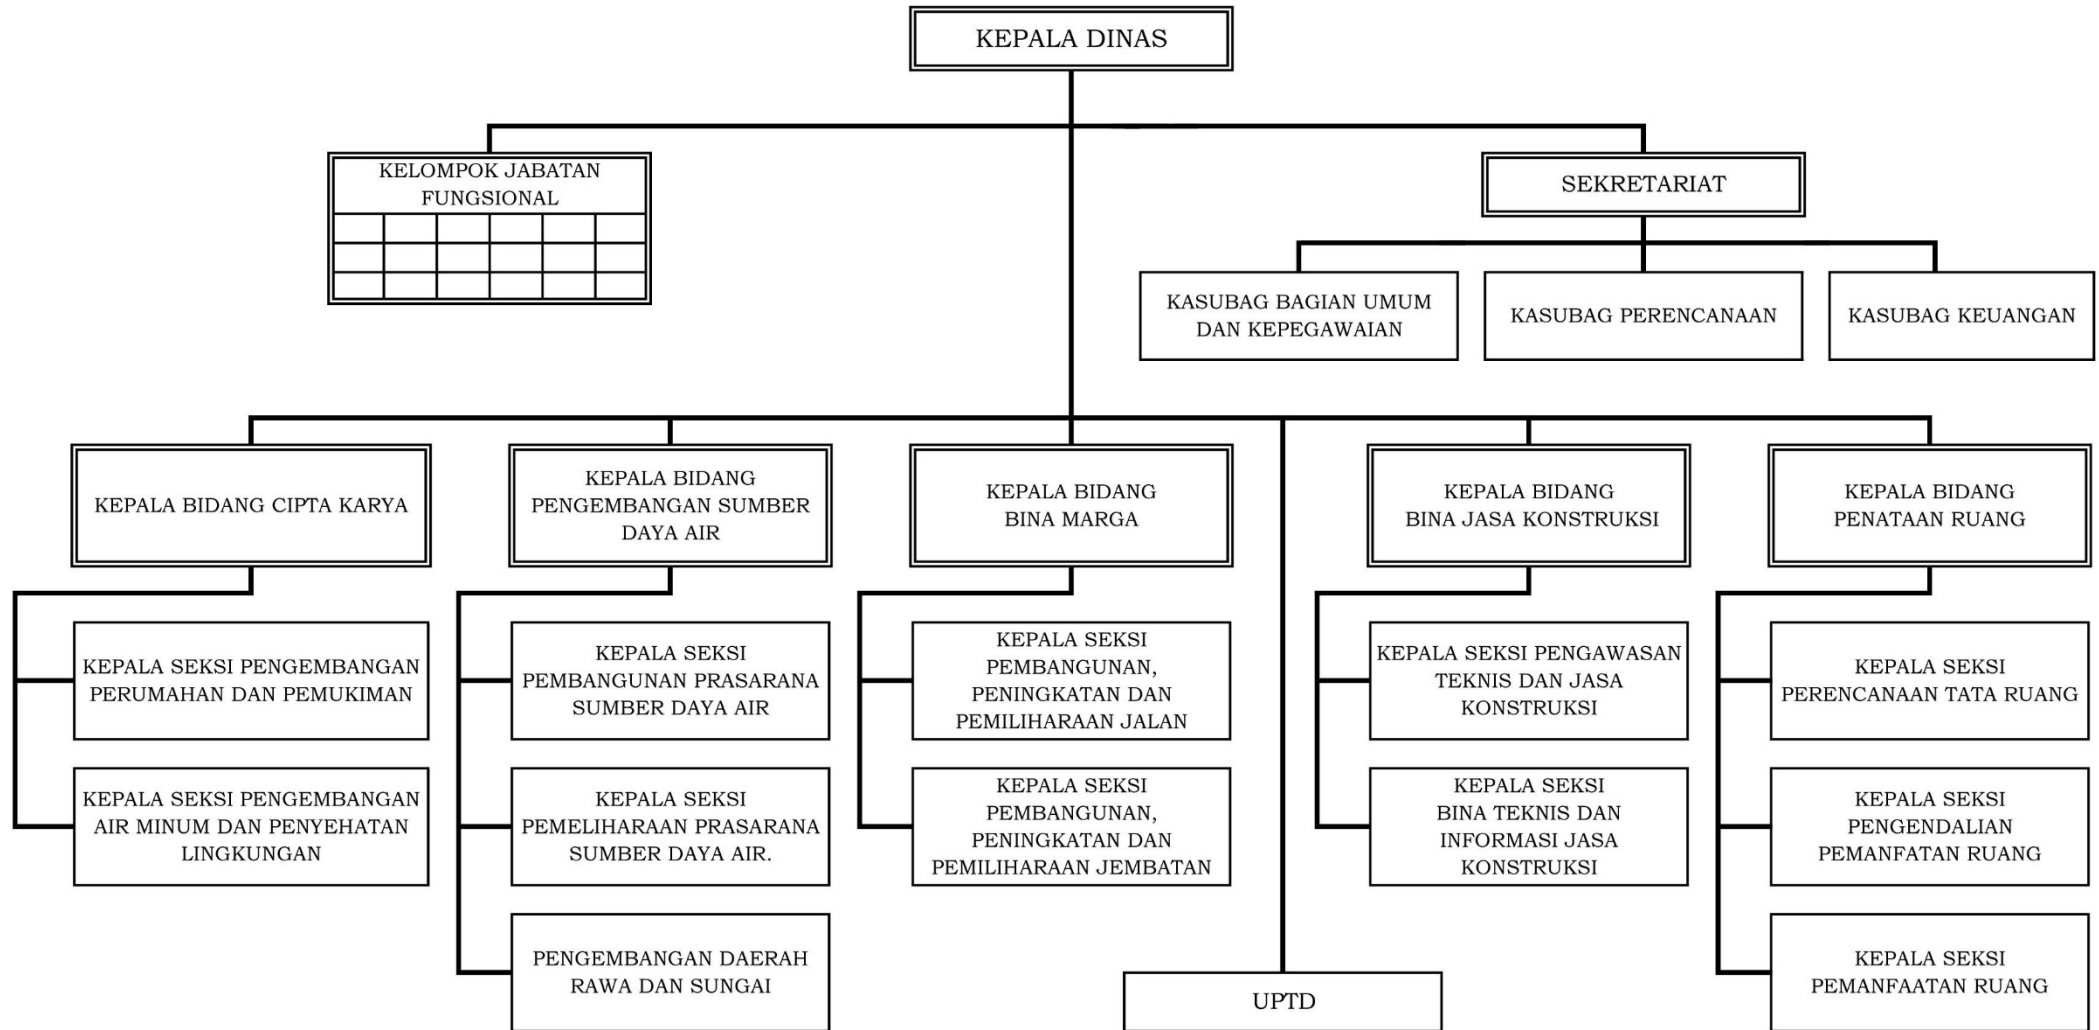 KEPALA DINAS
KELOMPOK JABATAN
FUNGSIONAL
SEKRETARIAT
KASUBAG BAGIAN UMUM
DAN KEPEGAWAIAN
KASUBAG PERENCANAAN
KASUBAG KEUANGAN
KEPALA BIDANG CIPTA KARYA
KEPALA BIDANG
PENGEMBANGAN SUMBER
DAYA AIR
KEPALA BIDANG
BINA MARGA
KEPALA BIDANG
BINA JASA KONSTRUKSI
KEPALA BIDANG
PENATAAN RUANG
KEPALA SEKSI PENGEMBANGAN
PERUMAHAN DAN PEMUKIMAN
KEPALA SEKSI
PEMBANGUNAN PRASARANA
SUMBER DAYA AIR
KEPALA SEKSI
PEMBANGUNAN,
PENINGKATAN DAN
PEMILIHARAAN JALAN
KEPALA SEKSI PENGAWASAN
TEKNIS DAN JASA
KONSTRUKSI
KEPALA SEKSI
PERENCANAAN TATA RUANG
KEPALA SEKSI PENGEMBANGAN
AIR MINUM DAN PENYEHATAN
LINGKUNGAN
KEPALA SEKSI
PEMELIHARAAN PRASARANA
SUMBER DAYA AIR.
KEPALA SEKSI
PEMBANGUNAN,
PENINGKATAN DAN
PEMILIHARAAN JEMBATAN
KEPALA SEKSI
BINA TEKNIS DAN
INFORMASI JASA
KONSTRUKSI
KEPALA SEKSI
PENGENDALIAN
PEMANFATAN RUANG
PENGEMBANGAN DAERAH
RAWA DAN SUNGAI
UPTD
KEPALA SEKSI
PEMANFAATAN RUANG